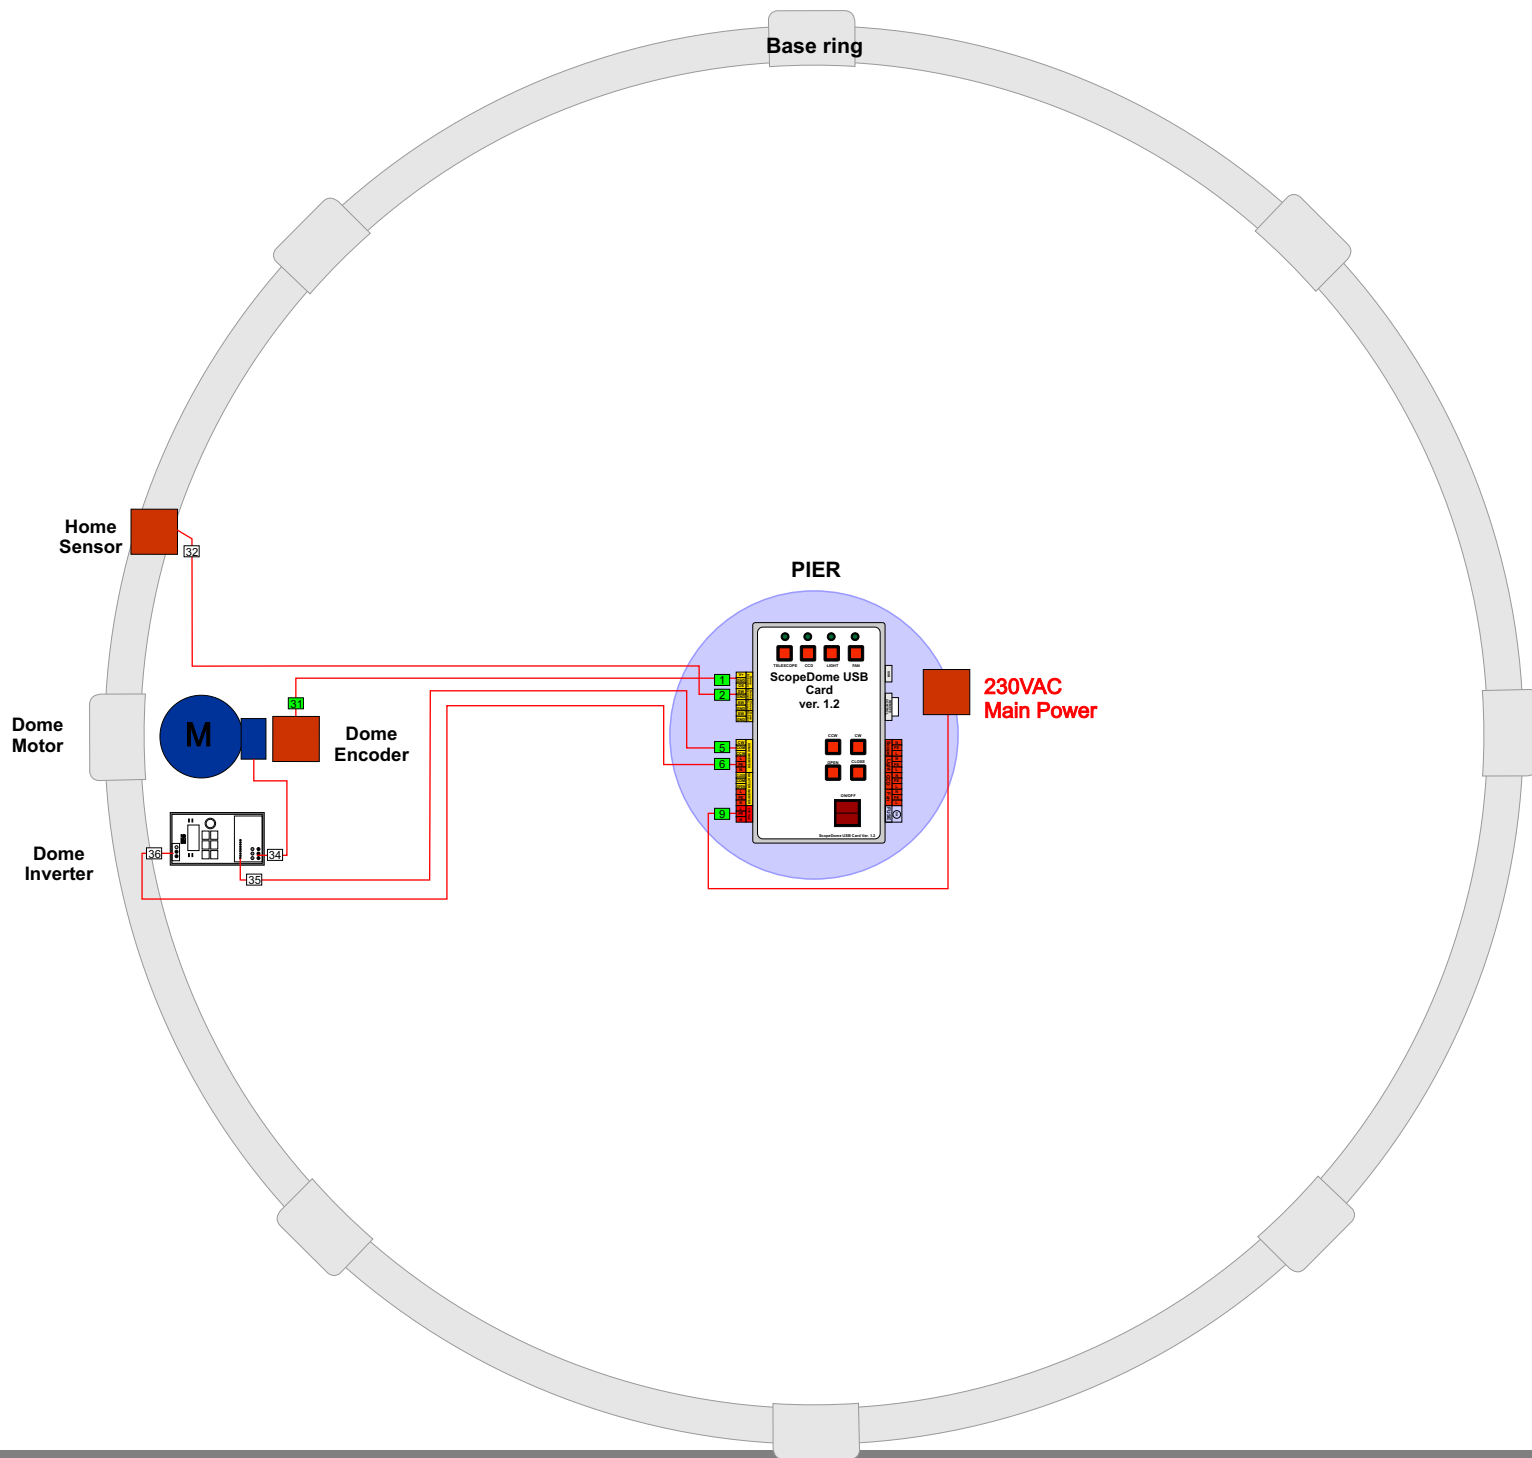 Base ring
Home
Sensor
32
PIER
TELESCOPE
CCD
LIGHT
FAN
ScopeDome USB
Card
ver. 1.2
1
2
230VAC
Main Power
31
Dome
Motor
M
Dome
Encoder
5
6
CCW
CW
OPEN
CLOSE
ON/OFF
9
FUSE
ScopeDome USB Card Ver. 1.2
Dome
Inverter
36
34
35